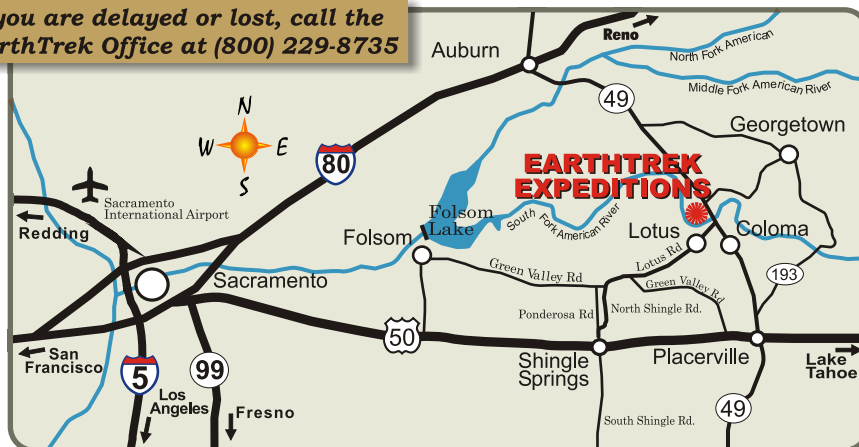 you are delayed or lost, call the
rthTrek Office at (800) 229-8735
Reno
Auburn
North Fork American
Middle Fork American River
49
Georgetown
N
W E
S
80
EARTHTREK
EXPEDITIONS
Sacramento
International Airport
Redding
Folsom
Lake
South Fork American River
Folsom
Lotus
Coloma
Lotus Rd
Green Valley Rd
Green Valley Rd
193
Sacramento
Ponderosa Rd
North Shingle Rd.
50
San
Francisco
5
99
Shingle
Springs
Placerville
Lake
Tahoe
Los
Angeles
Fresno
South Shingle Rd.
49